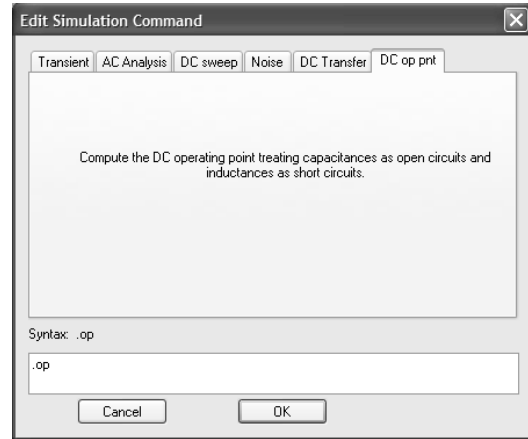 Edit Simulation Command
Transient AC Analysis DC sweep Noise DC Transfer DC op pnt
Compute the DC operating point treating capacitances as open circuits and
inductances as short circuits.
Syntax: .op
.op
Cancel OK